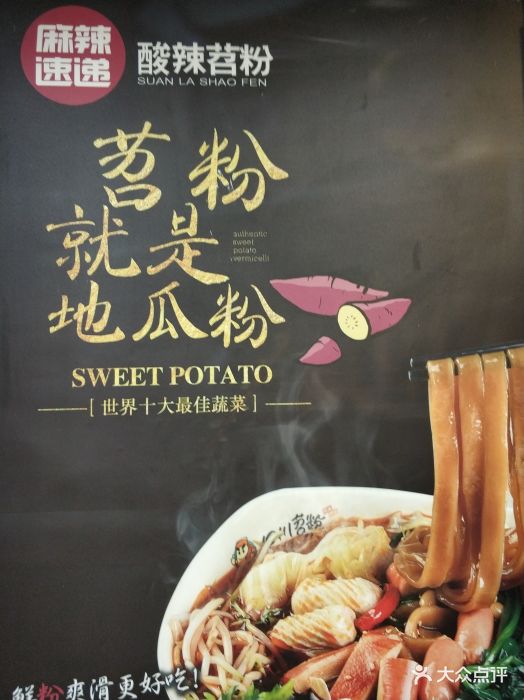 麻辣
速递
酸辣苕粉
SUAN LA SHAO FEN
苕粉
就是
authentic
sweet
potato
vermicelli
地瓜粉
SWEET POTATO
[ 世界十大最佳蔬菜 ]
苕粉
鲜粉爽滑更好吃!
大众点评